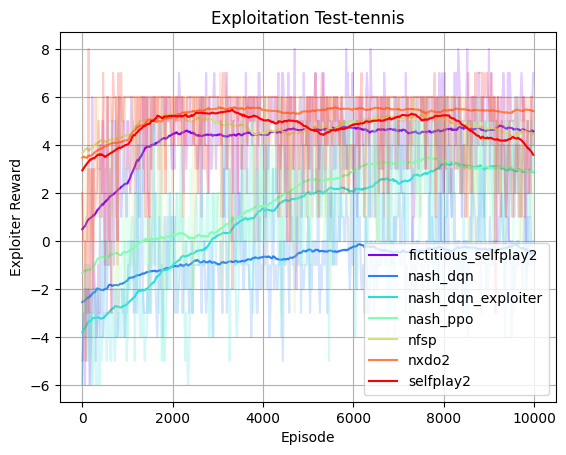 Exploitation Test-tennis
8
6
4
2
0
−2
−4
−6
Exploiter Reward
0 2000 4000 6000 8000 10000
Episode
fictitious_selfplay2
nash_dqn
nash_dqn_exploiter
nash_ppo
nfsp
nxdo2
selfplay2